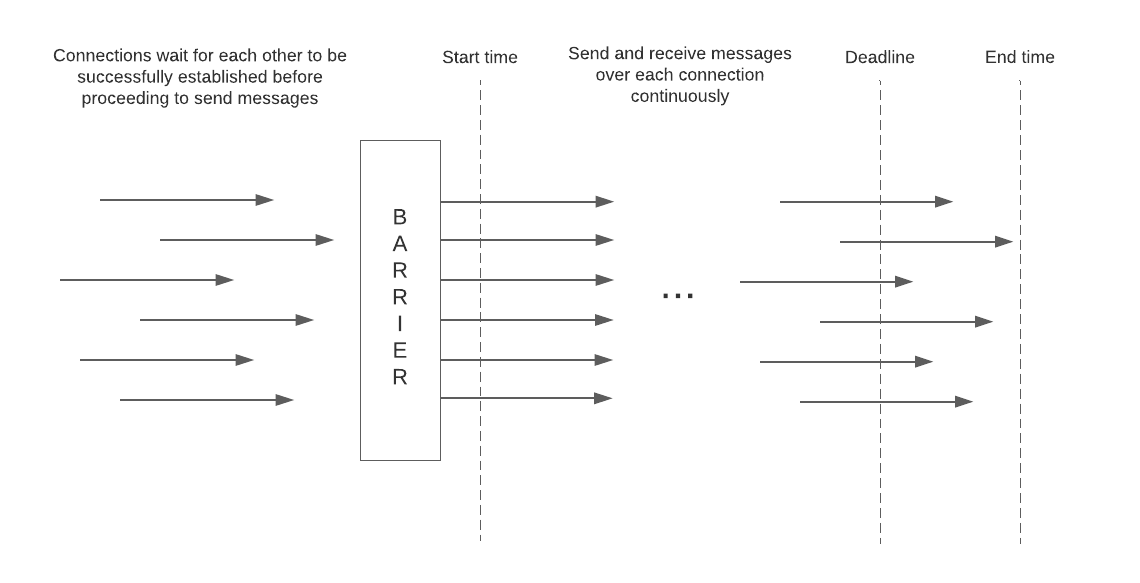 Connections wait for each other to be
successfully established before
proceeding to send messages
Start time
Send and receive messages
over each connection
continuously
Deadline
End time
B
A
R
R
I
E
R
...